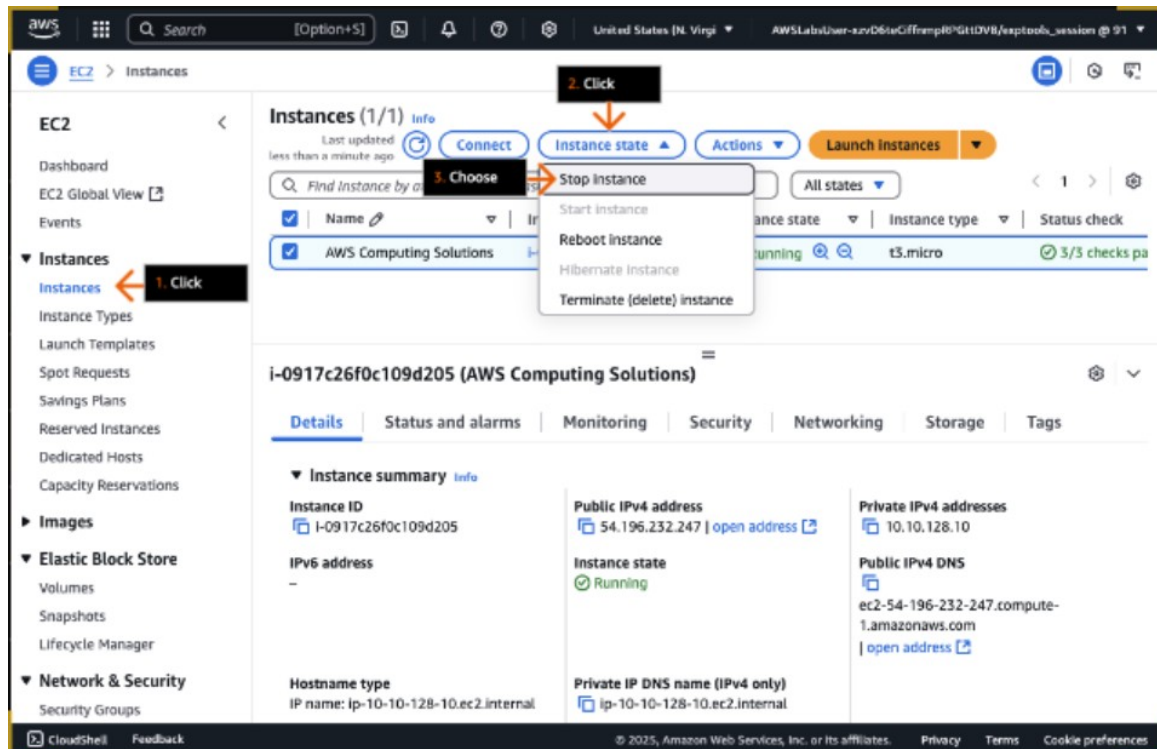 aws
Search [Option+S]
United States (N. Virgi
EC2 > Instances
2. Click
EC2
Instances (1/1) Info
Last updated
less than a minute ago
Connect
Instance state
Actions
Launch instances
Dashboard
EC2 Global View
Events
3. Choose
Find Instance by
All states
1
Stop instance
Start instance
Reboot instance
Hibernate instance
Terminate (delete) instance
Name
Instance type
Status check
AWS Computing Solutions
t3.micro
3/3 checks pa
Instances
Instances
1. Click
Instance Types
Launch Templates
Spot Requests
Savings Plans
Reserved Instances
Dedicated Hosts
Capacity Reservations
Images
Elastic Block Store
Volumes
Snapshots
Lifecycle Manager
Network & Security
Security Groups
i-0917c26f0c109d205 (AWS Computing Solutions)
Details
Status and alarms
Monitoring
Security
Networking
Storage
Tags
Instance summary Info
Instance ID
i-0917c26f0c109d205
Public IPv4 address
54.196.232.247 | open address
Private IPv4 addresses
10.10.128.10
IPv6 address
–
Instance state
Running
Public IPv4 DNS
ec2-54-196-232-247.compute-
1.amazonaws.com
| open address
Hostname type
IP name: ip-10-10-128-10.ec2.internal
Private IP DNS name (IPv4 only)
ip-10-10-128-10.ec2.internal
CloudShell Feedback
© 2025, Amazon Web Services, Inc. or its affiliates. Privacy Terms Cookie preferences